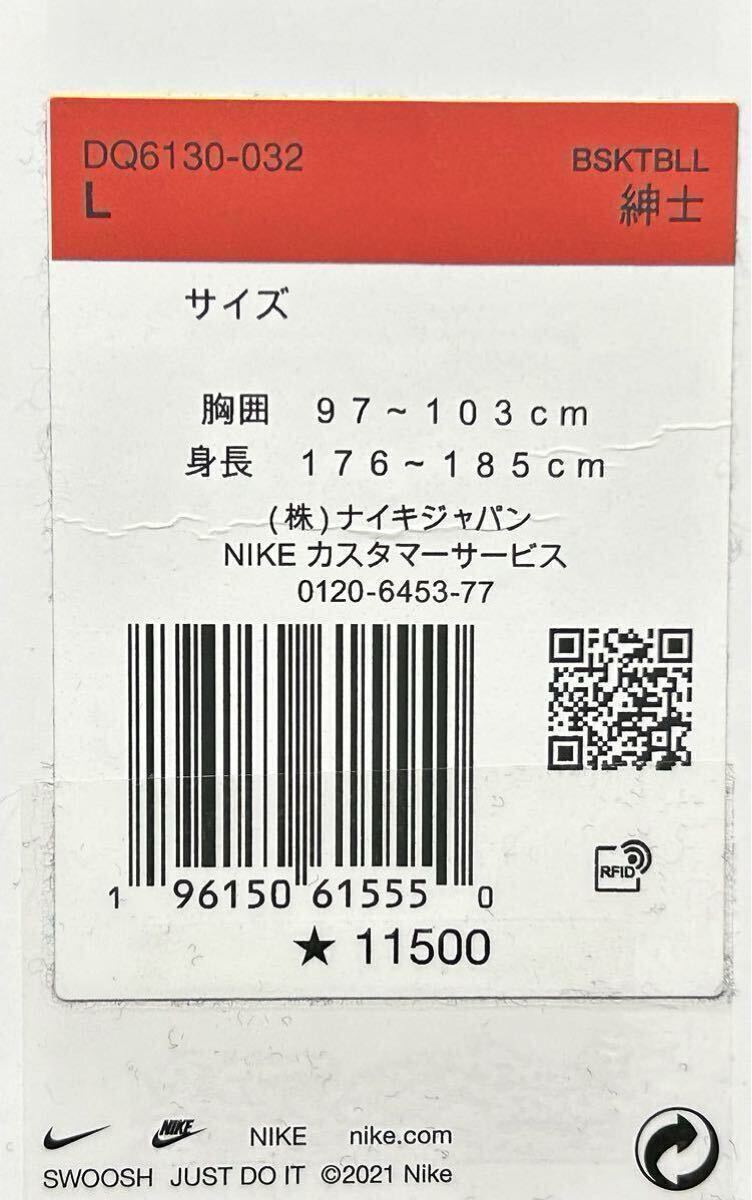 DQ6130-032 BSKTBLL
L 紳士
サイズ
胸囲 97~103cm
身長 176~185cm
(株)ナイキジャパン
NIKE カスタマーサービス
0120-6453-77
RFID
1 96150 61555 0
★ 11500
NIKE NIKE nike.com
SWOOSH JUST DO IT ©2021 Nike